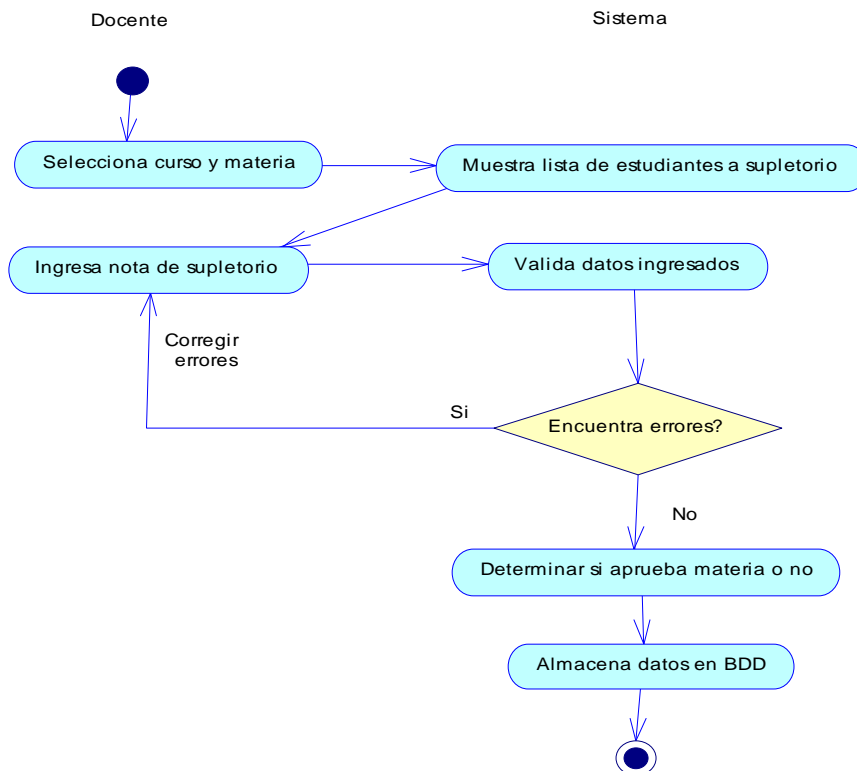 Docente
Sistema
Selecciona curso y materia
Muestra lista de estudiantes a supletorio
Ingresa nota de supletorio
Valida datos ingresados
Corregir
errores
Si
Encuentra errores?
No
Determinar si aprueba materia o no
Almacena datos en BDD